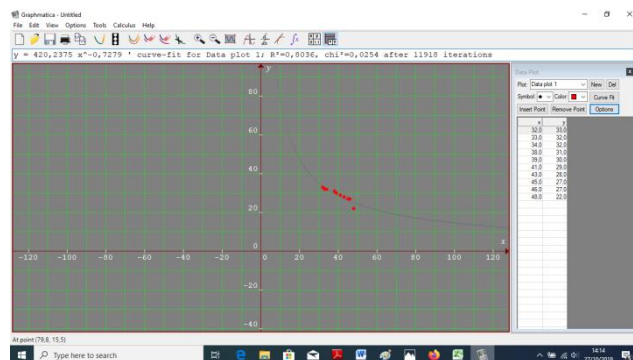 Graphmatica - Untitled
File Edit View Options Tools Calculus Help
y = 420,2375 x^-0,7279 ' curve-fit for Data plot 1; R²=0,8036, chi²=0,0254 after 11918 iterations
y
80
60
40
20
0
-120 -100 -80 -60 -40 -20 0 20 40 60 80 100 120
x
-20
-40
Data Plot
Plot: Data plot 1 New Del
Symbol: Color: Curve Fit
Insert Point Remove Point Options
x y
32,0 33,0
33,0 32,0
34,0 32,0
38,0 31,0
39,0 30,0
41,0 29,0
43,0 28,0
45,0 27,0
46,0 27,0
48,0 22,0
At point (79,8, 15,5)
Type here to search
14:14
27/10/2019